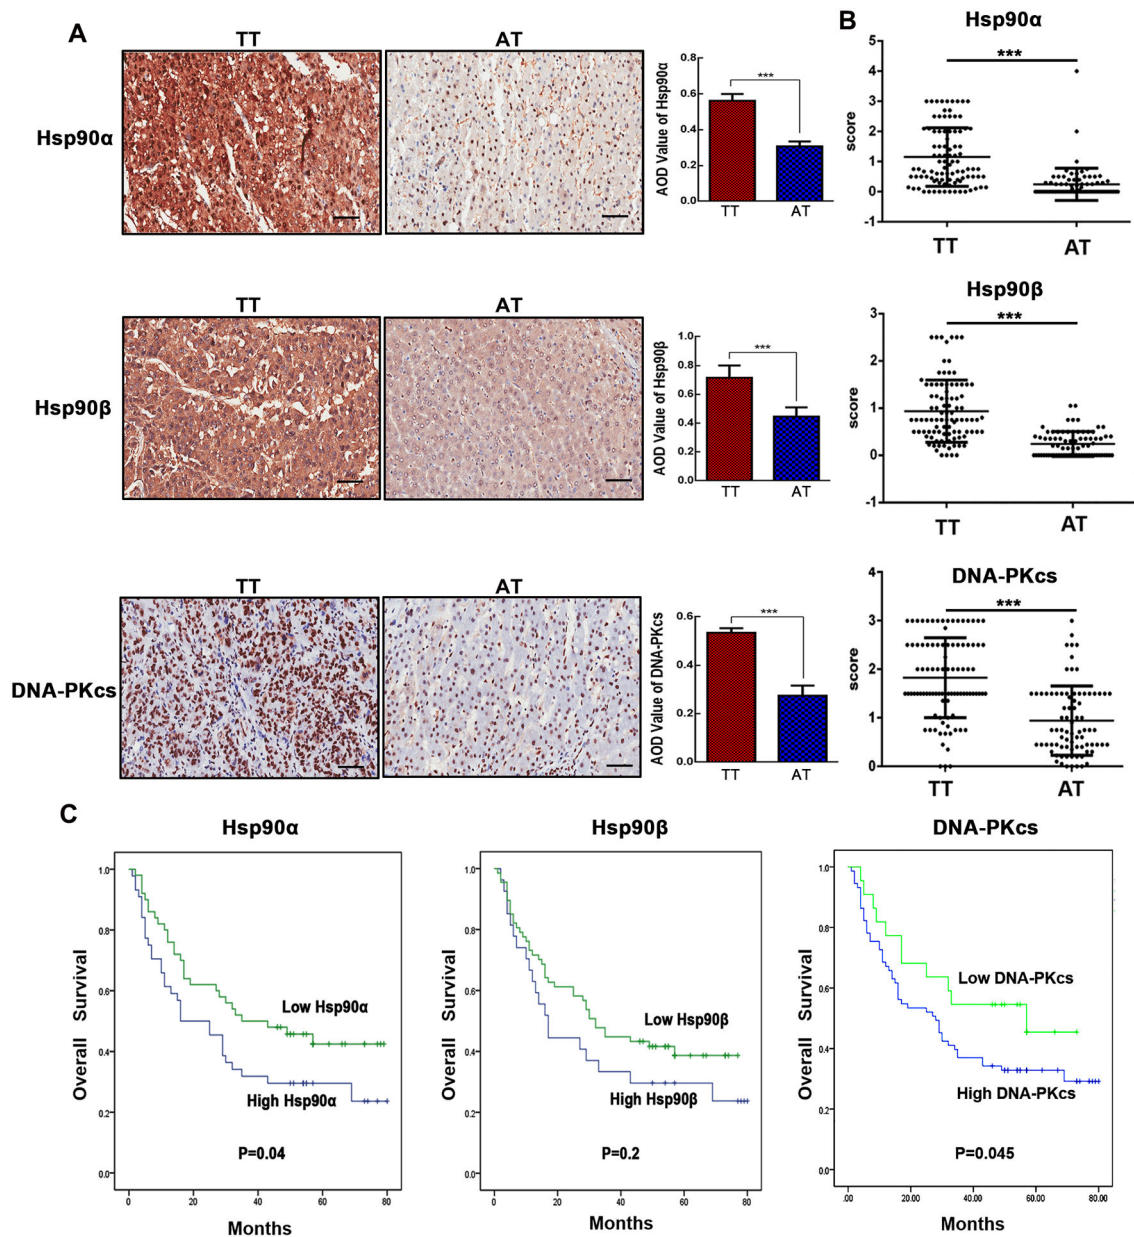 A
TT
AT
Hsp90α
AOD Value of Hsp90α
0.8
0.6
0.4
0.2
0.0
***
TT
AT
B
Hsp90α
score
5
4
3
2
1
0
-1
***
TT
AT
TT
AT
Hsp90β
AOD Value of Hsp90β
1.0
0.8
0.6
0.4
0.2
0.0
***
TT
AT
Hsp90β
score
3
2
1
0
-1
***
TT
AT
TT
AT
DNA-PKcs
AOD Value of DNA-PKcs
0.6
0.4
0.2
0.0
***
TT
AT
DNA-PKcs
score
4
3
2
1
0
***
TT
AT
C
Hsp90α
Overall Survival
1.0
0.8
0.6
0.4
0.2
0.0
Low Hsp90α
High Hsp90α
P=0.04
0
20
40
60
80
Months
Hsp90β
Overall Survival
1.0
0.8
0.6
0.4
0.2
0.0
Low Hsp90β
High Hsp90β
P=0.2
0
20
40
60
80
Months
DNA-PKcs
Overall Survival
1.0
0.8
0.6
0.4
0.2
0.0
Low DNA-PKcs
High DNA-PKcs
P=0.045
.00
20.00
40.00
60.00
80.00
Months